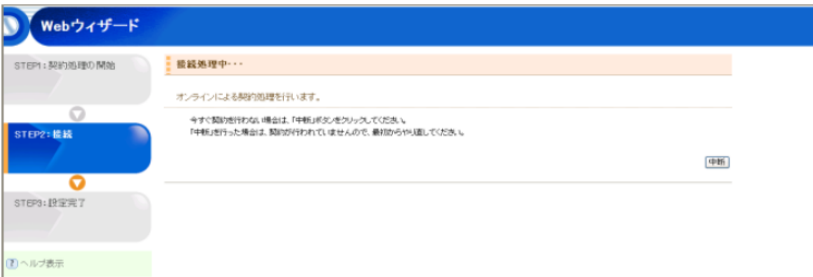 Webウィザード
STEP1:契約処理の開始
接続処理中・・・
オンラインによる契約処理を行います。
今すぐ契約を行わない場合は、「中断」ボタンをクリックしてください。
「中断」を行った場合は、契約が行われていませんので、最初からやり直してください。
STEP2:接続
中断
STEP3:設定完了
ヘルプ表示